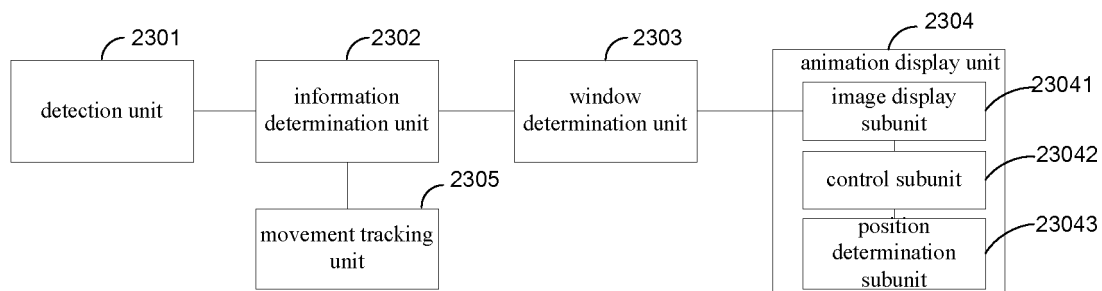 2301
detection unit
2302
information
determination unit
2303
window
determination unit
2304
animation display unit
image display
subunit
23041
control subunit
23042
position
determination
subunit
23043
2305
movement tracking
unit